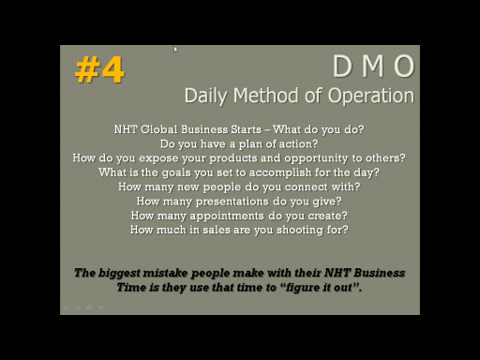 #4
D M O
Daily Method of Operation
NHT Global Business Starts – What do you do?
Do you have a plan of action?
How do you expose your products and opportunity to others?
What is the goals you set to accomplish for the day?
How many new people do you connect with?
How many presentations do you give?
How many appointments do you create?
How much in sales are you shooting for?
The biggest mistake people make with their NHT Business
Time is they use that time to “figure it out”.